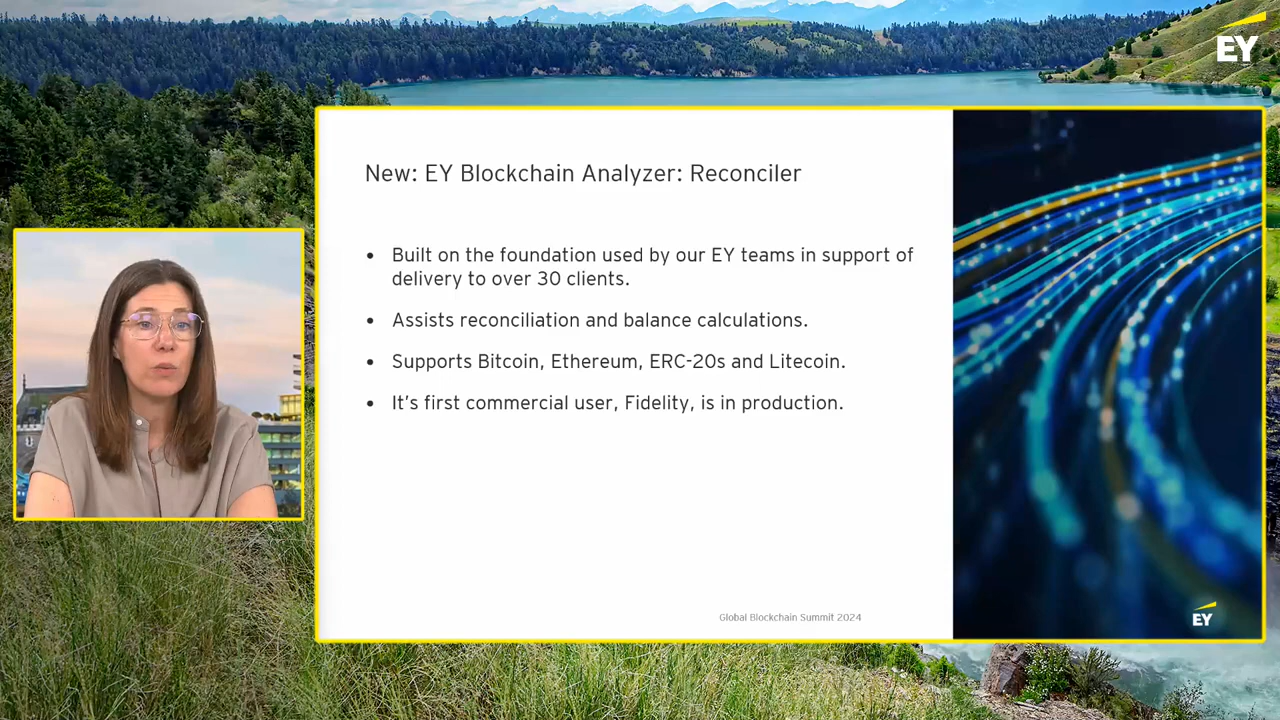 EY
New: EY Blockchain Analyzer: Reconciler
• Built on the foundation used by our EY teams in support of
delivery to over 30 clients.
• Assists reconciliation and balance calculations.
• Supports Bitcoin, Ethereum, ERC-20s and Litecoin.
• It’s first commercial user, Fidelity, is in production.
Global Blockchain Summit 2024
EY